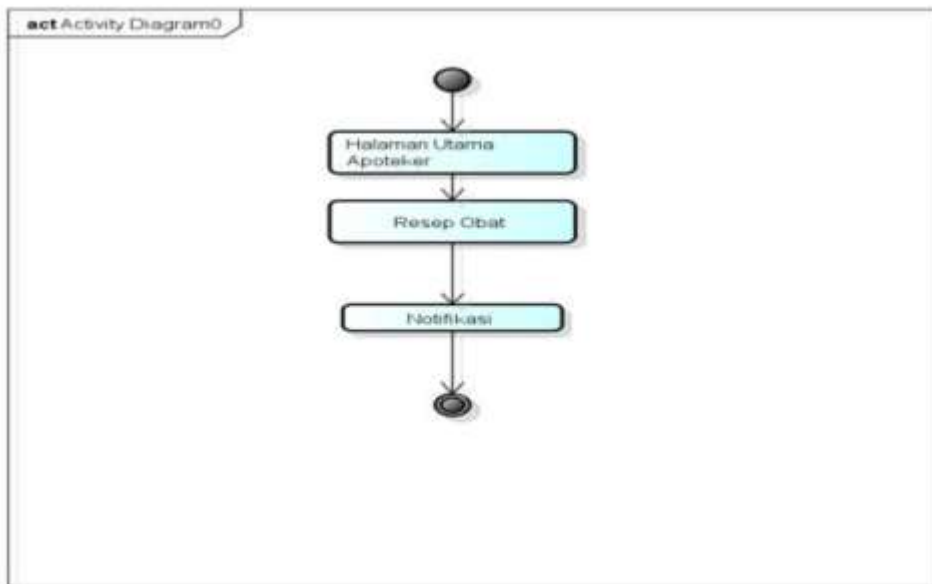 act Activity Diagram0
Halaman Utama
Apoteker
Resep Obat
Notifikasi